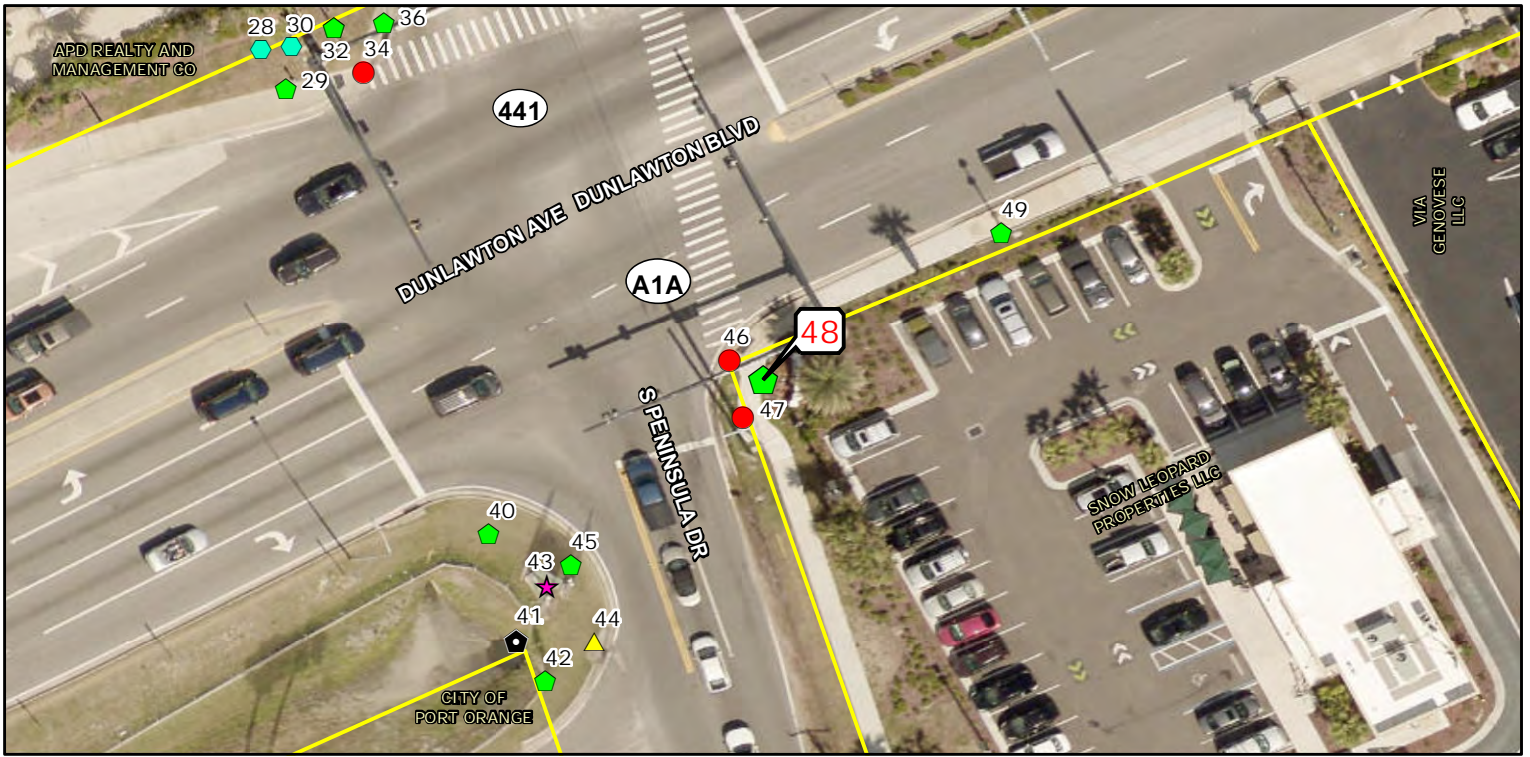 28
30
32
36
34
29
APD REALTY AND
MANAGEMENT CO
441
DUNLAWTON AVE
DUNLAWTON BLVD
A1A
49
VIA
GENOVESE
LLC
46
48
47
S PENINSULA DR
SNOW LEOPARD
PROPERTIES LLC
40
45
43
41
44
42
CITY OF
PORT ORANGE